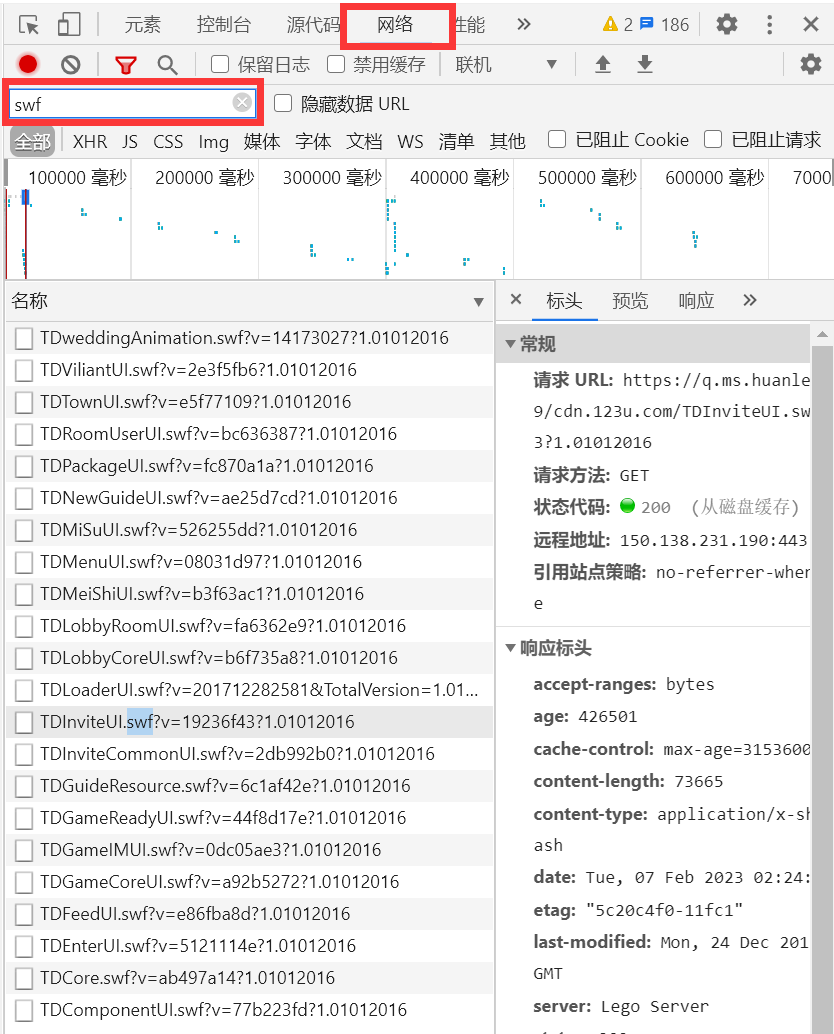 元素 控制台 源代码 网络 性能 2 186
保留日志 禁用缓存 联机
swf 隐藏数据 URL
全部 XHR JS CSS Img 媒体 字体 文档 WS 清单 其他 已阻止 Cookie 已阻止请求
100000 毫秒 200000 毫秒 300000 毫秒 400000 毫秒 500000 毫秒 600000 毫秒 7000
名称
TDweddingAnimation.swf?v=14173027?1.01012016
TDViliantUI.swf?v=2e3f5fb6?1.01012016
TDTownUI.swf?v=e5f77109?1.01012016
TDRoomUserUI.swf?v=bc636387?1.01012016
TDPackageUI.swf?v=fc870a1a?1.01012016
TDNewGuideUI.swf?v=ae25d7cd?1.01012016
TDMiSuUI.swf?v=526255dd?1.01012016
TDMenuUI.swf?v=08031d97?1.01012016
TDMeiShiUI.swf?v=b3f63ac1?1.01012016
TDLobbyRoomUI.swf?v=fa6362e9?1.01012016
TDLobbyCoreUI.swf?v=b6f735a8?1.01012016
TDLoaderUI.swf?v=201712282581&TotalVersion=1.01...
TDInviteUI.swf?v=19236f43?1.01012016
TDInviteCommonUI.swf?v=2db992b0?1.01012016
TDGuideResource.swf?v=6c1af42e?1.01012016
TDGameReadyUI.swf?v=44f8d17e?1.01012016
TDGameIMUI.swf?v=0dc05ae3?1.01012016
TDGameCoreUI.swf?v=a92b5272?1.01012016
TDFeedUI.swf?v=e86fba8d?1.01012016
TDEnterUI.swf?v=5121114e?1.01012016
TDCore.swf?v=ab497a14?1.01012016
TDComponentUI.swf?v=77b223fd?1.01012016
标头 预览 响应
常规
请求 URL: https://q.ms.huanle
9/cdn.123u.com/TDInviteUI.sw
3?1.01012016
请求方法: GET
状态代码: 200 (从磁盘缓存)
远程地址: 150.138.231.190:443
引用站点策略: no-referrer-when
e
响应标头
accept-ranges: bytes
age: 426501
cache-control: max-age=3153600
content-length: 73665
content-type: application/x-sh
ash
date: Tue, 07 Feb 2023 02:24:
etag: "5c20c4f0-11fc1"
last-modified: Mon, 24 Dec 201
GMT
server: Lego Server